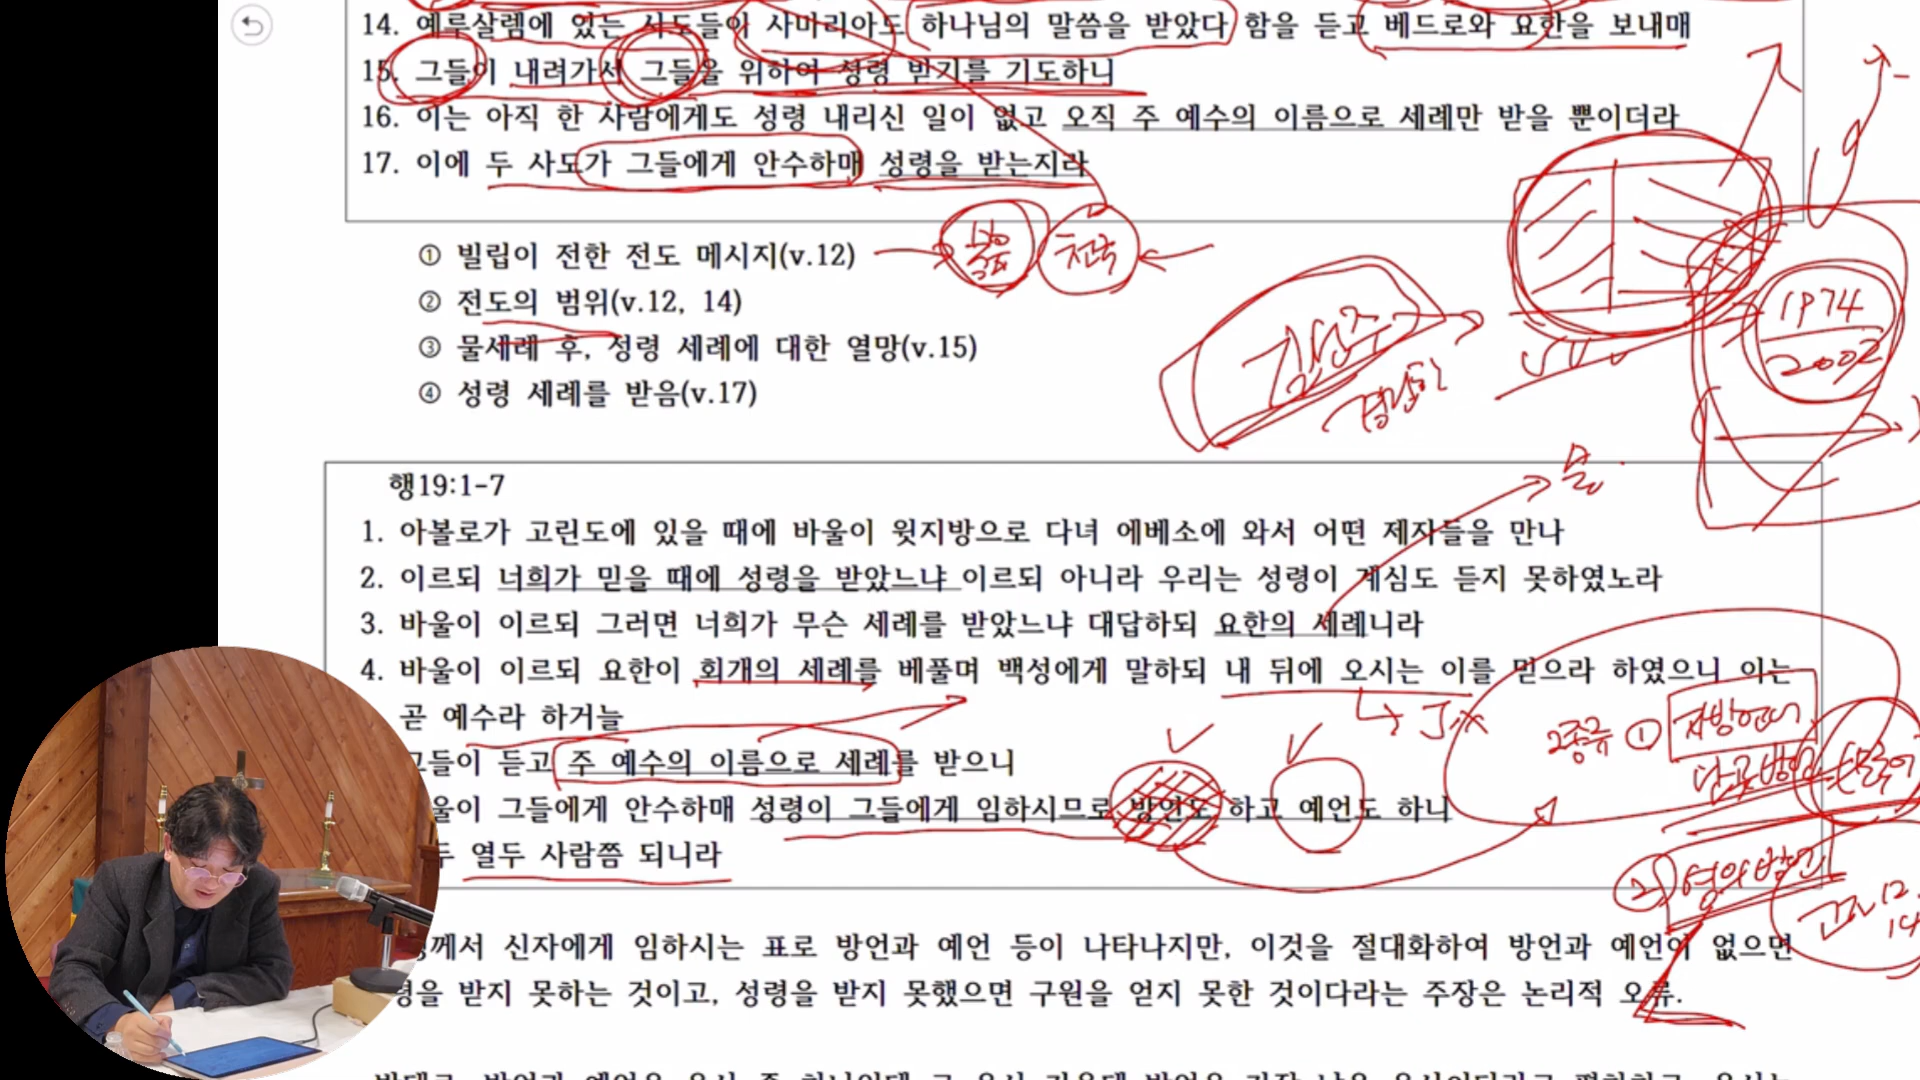 14. 예루살렘에 있는 사도들이 사마리아도 하나님의 말씀을 받았다 함을 듣고 베드로와 요한을 보내매
15. 그들이 내려가서 그들을 위하여 성령 받기를 기도하니
16. 이는 아직 한 사람에게도 성령 내리신 일이 없고 오직 주 예수의 이름으로 세례만 받을 뿐이더라
17. 이에 두 사도가 그들에게 안수하매 성령을 받는지라
① 빌립이 전한 전도 메시지(v.12)
천국
② 전도의 범위(v.12, 14)
1974
2002
③ 물세례 후, 성령 세례에 대한 열망(v.15)
④ 성령 세례를 받음(v.17)
물
행19:1-7
1. 아볼로가 고린도에 있을 때에 바울이 윗지방으로 다녀 에베소에 와서 어떤 제자들을 만나
2. 이르되 너희가 믿을 때에 성령을 받았느냐 이르되 아니라 우리는 성령이 계심도 듣지 못하였노라
3. 바울이 이르되 그러면 너희가 무슨 세례를 받았느냐 대답하되 요한의 세례니라
4. 바울이 이르되 요한이 회개의 세례를 베풀며 백성에게 말하되 내 뒤에 오시는 이를 믿으라 하였으니 이는
곧 예수라 하거늘
2종류 ① 지방언어
그들이 듣고 주 예수의 이름으로 세례를 받으니
울이 그들에게 안수하매 성령이 그들에게 임하시므로 방언도 하고 예언도 하니
두 열두 사람쯤 되니라
② 영의 방언
고전 12,
14
께서 신자에게 임하시는 표로 방언과 예언 등이 나타나지만, 이것을 절대화하여 방언과 예언이 없으면
령을 받지 못하는 것이고, 성령을 받지 못했으면 구원을 얻지 못한 것이다라는 주장은 논리적 오류.